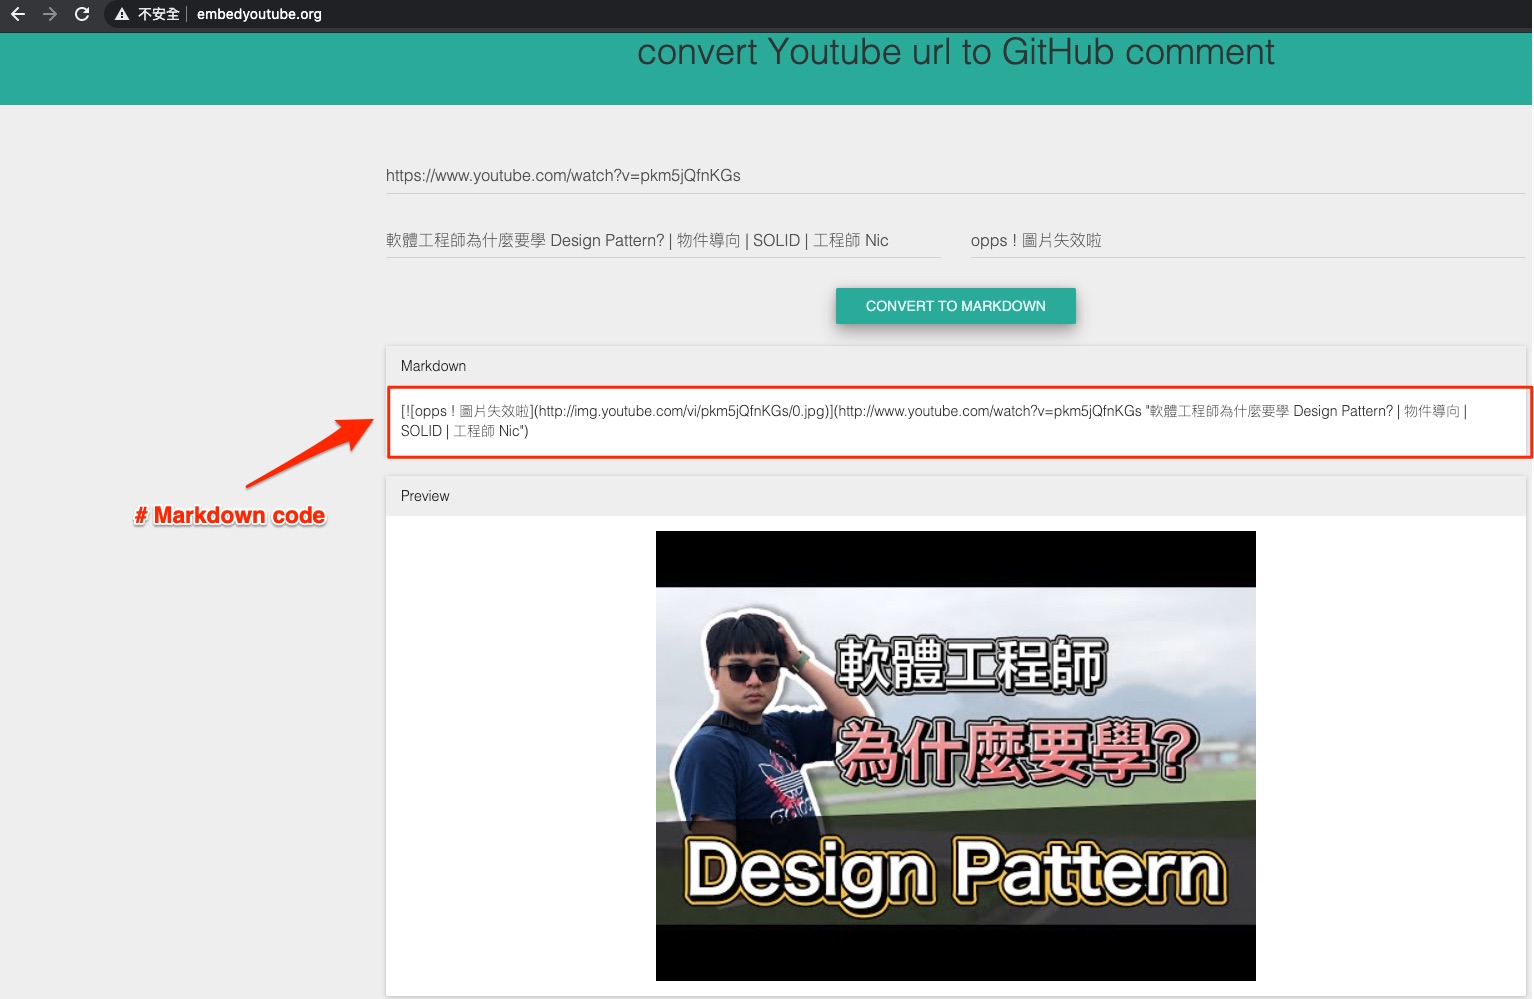 不安全 | embedyoutube.org
convert Youtube url to GitHub comment
https://www.youtube.com/watch?v=pkm5jQfnKGs
軟體工程師為什麼要學 Design Pattern? | 物件導向 | SOLID | 工程師 Nic
opps ! 圖片失效啦
CONVERT TO MARKDOWN
Markdown
[![opps ! 圖片失效啦](http://img.youtube.com/vi/pkm5jQfnKGs/0.jpg)](http://www.youtube.com/watch?v=pkm5jQfnKGs "軟體工程師為什麼要學 Design Pattern? | 物件導向 |
SOLID | 工程師 Nic")
# Markdown code
Preview
軟體工程師
為什麼要學?
Design Pattern